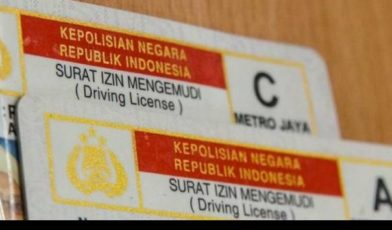 KEPOLISIAN NEGARA
REPUBLIK INDONESIA
SURAT IZIN MENGEMUDI
( Driving License )
C
METRO JAYA
KEPOLISIAN NEGARA
REPUBLIK INDONESIA
SURAT IZIN MENGEMUDI
( Driving License )
A